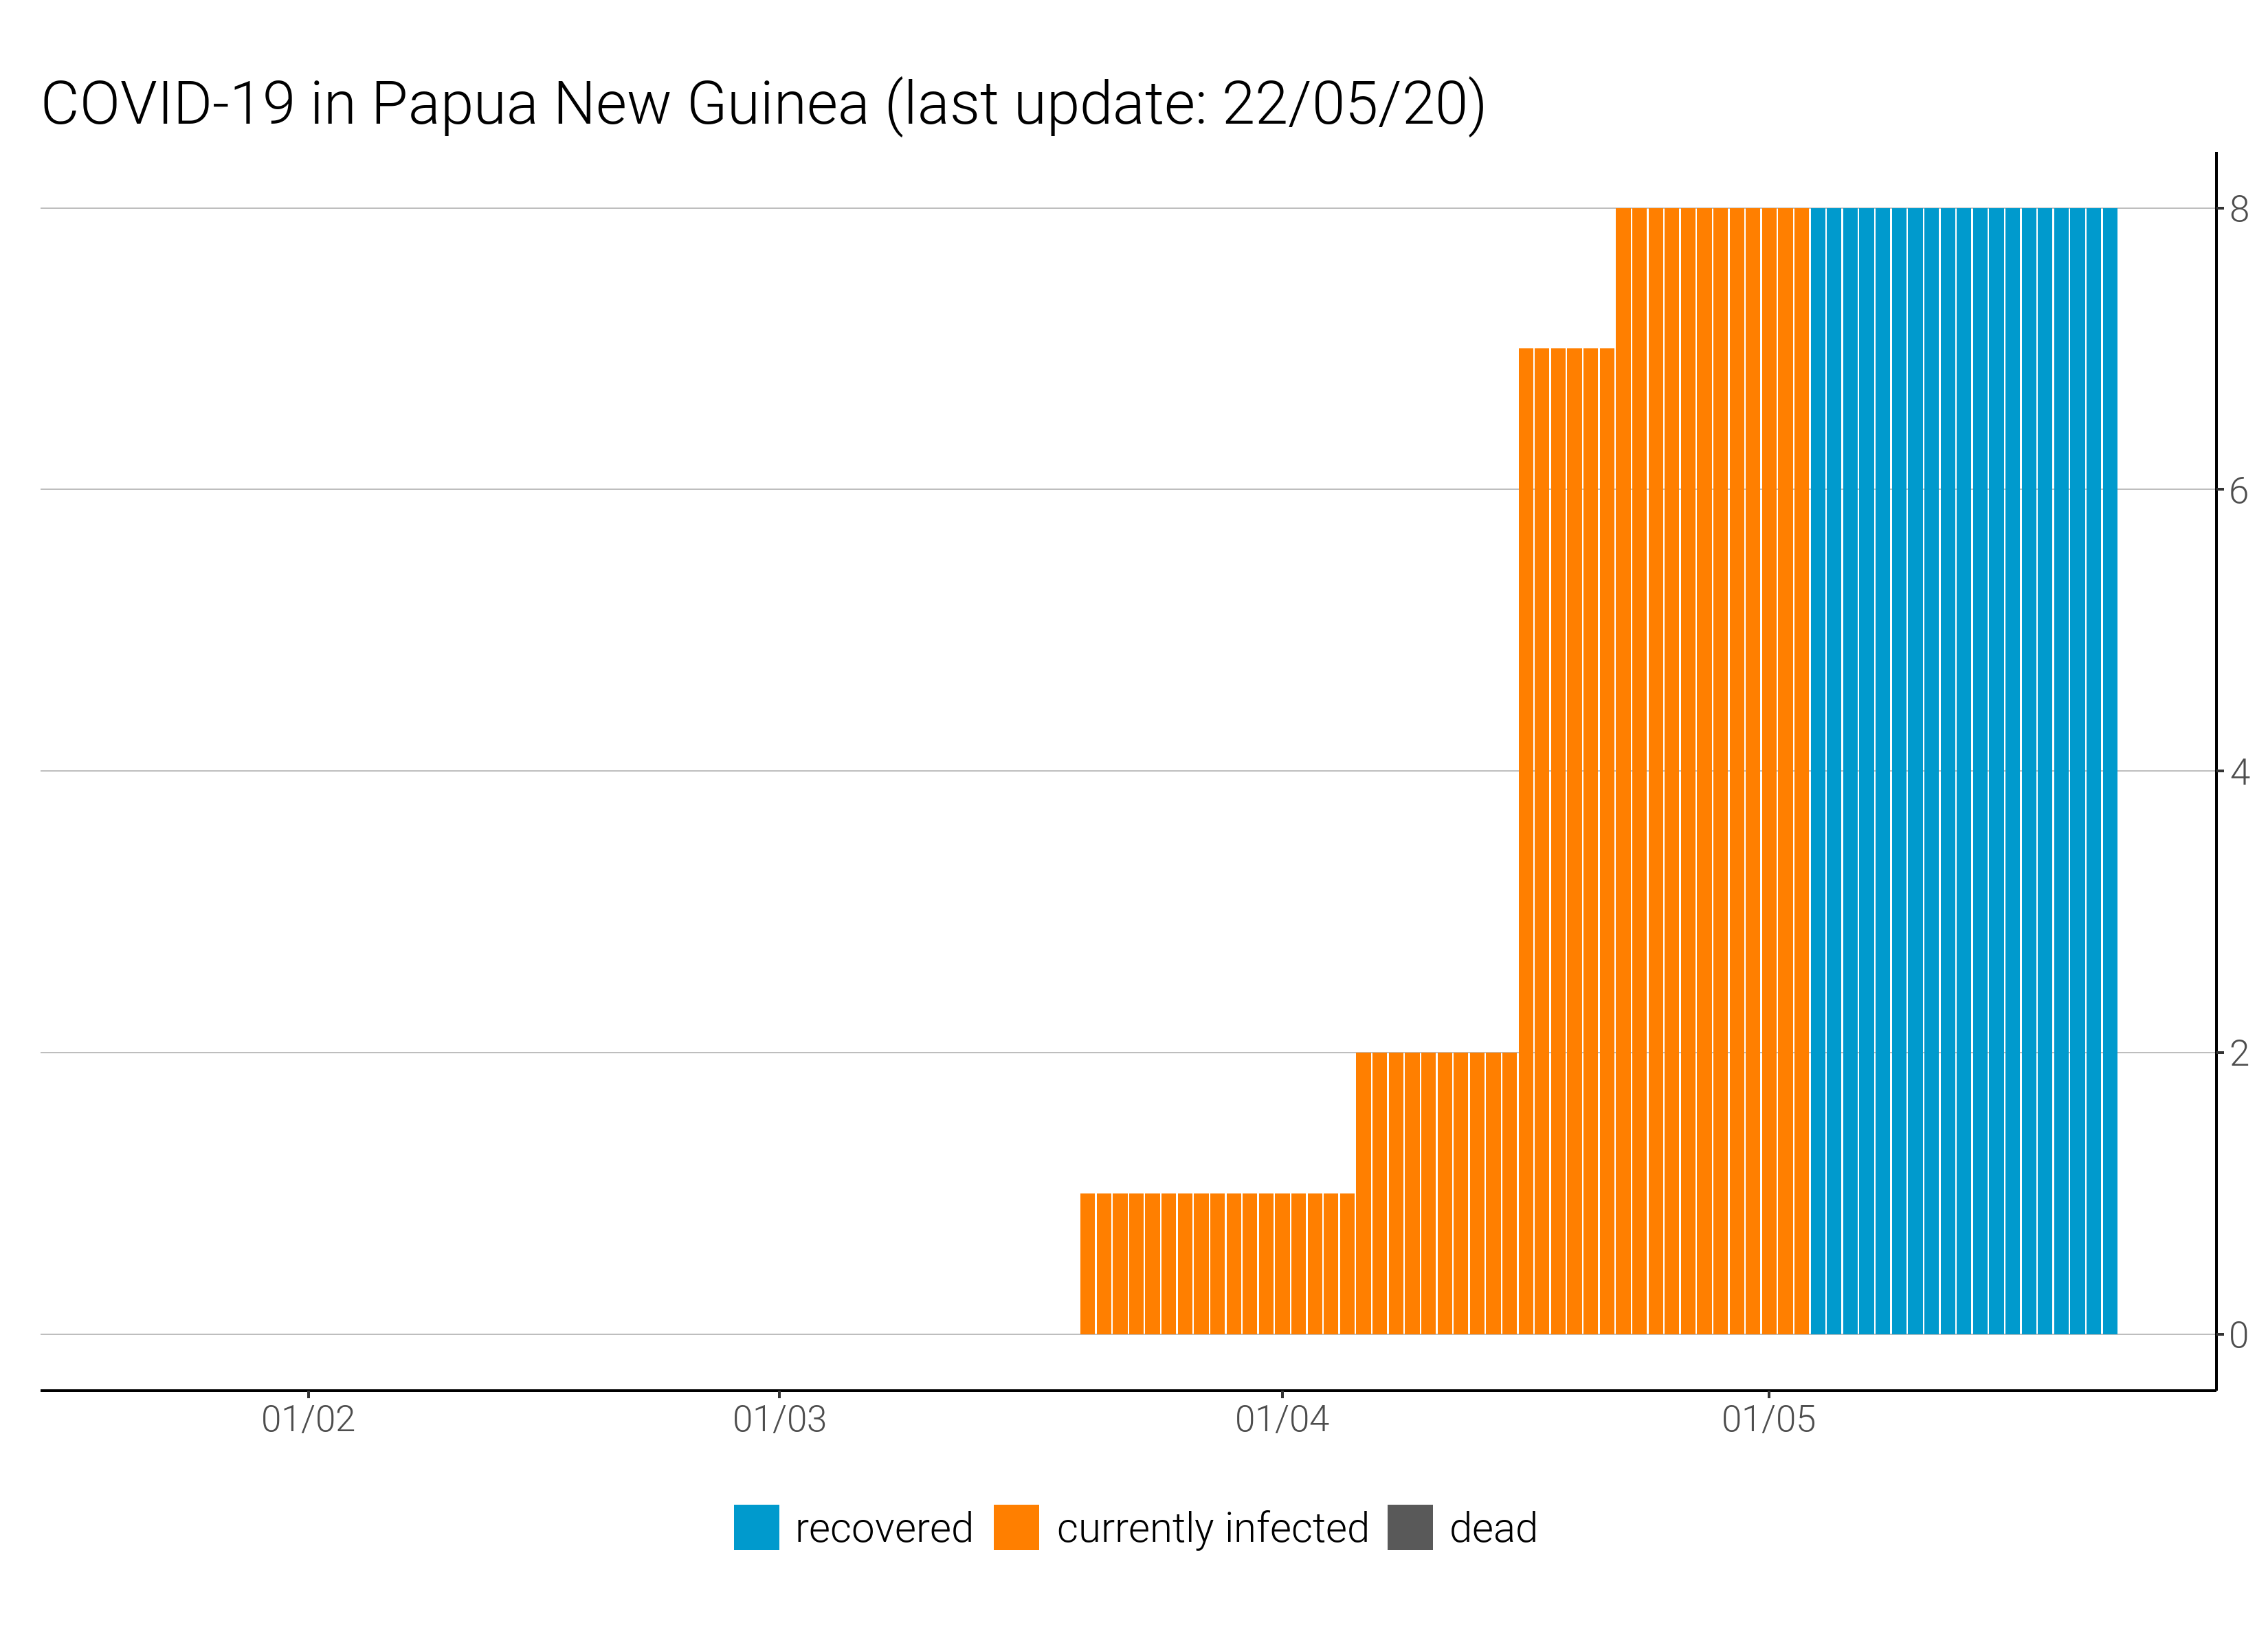 COVID-19 in Papua New Guinea (last update: 22/05/20)
8
6
4
2
0
01/02 01/03 01/04 01/05
recovered currently infected dead